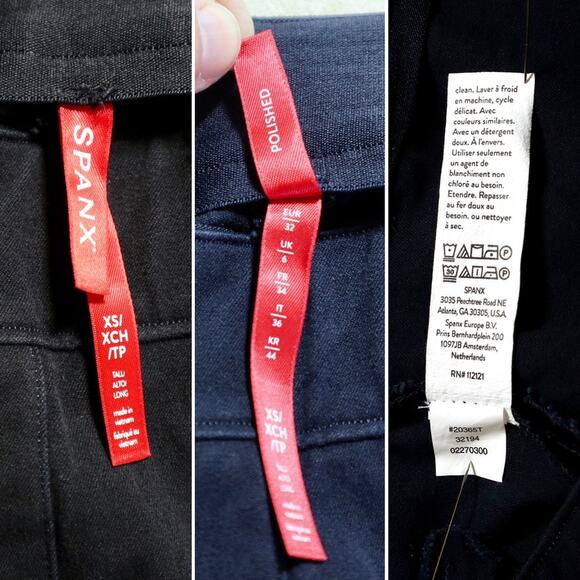 SPANX
XS/
XCH
/TP
TALL/
ALTO/
LONG
made in
vietnam
fabriqué au
vietnam
POLISHED
EUR
32
UK
6
FR
34
IT
36
KR
44
XS/
XCH
/TP
clean. Laver à froid
en machine, cycle
délicat. Avec
couleurs similaires.
Avec un détergent
doux. À l'envers.
Utiliser seulement
un agent de
blanchiment non
chloré au besoin.
Etendre. Repasser
au fer doux au
besoin. ou nettoyer
à sec.
30
SPANX
3035 Peachtree Road NE
Atlanta, GA 30305, U.S.A.
Spanx Europe B.V.
Prins Bernhardplein 200
1097JB Amsterdam,
Netherlands
RN# 112121
#20365T
32194
02270300